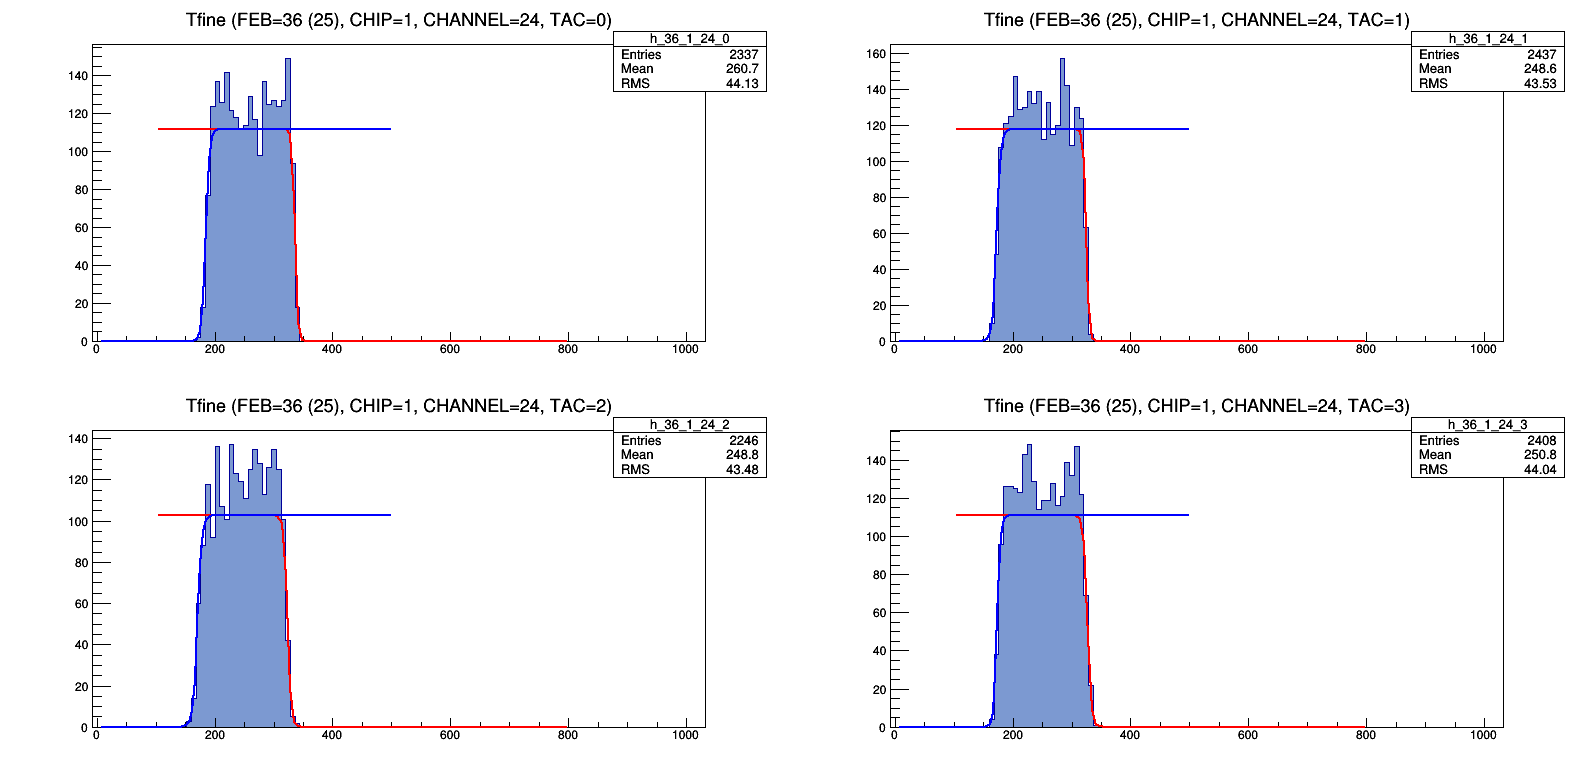 Tfine (FEB=36 (25), CHIP=1, CHANNEL=24, TAC=0)
h_36_1_24_0
Entries 2337
Mean 260.7
RMS 44.13
140
120
100
80
60
40
20
0
0 200 400 600 800 1000
Tfine (FEB=36 (25), CHIP=1, CHANNEL=24, TAC=1)
h_36_1_24_1
Entries 2437
Mean 248.6
RMS 43.53
160
140
120
100
80
60
40
20
0
0 200 400 600 800 1000
Tfine (FEB=36 (25), CHIP=1, CHANNEL=24, TAC=2)
h_36_1_24_2
Entries 2246
Mean 248.8
RMS 43.48
140
120
100
80
60
40
20
0
0 200 400 600 800 1000
Tfine (FEB=36 (25), CHIP=1, CHANNEL=24, TAC=3)
h_36_1_24_3
Entries 2408
Mean 250.8
RMS 44.04
140
120
100
80
60
40
20
0
0 200 400 600 800 1000